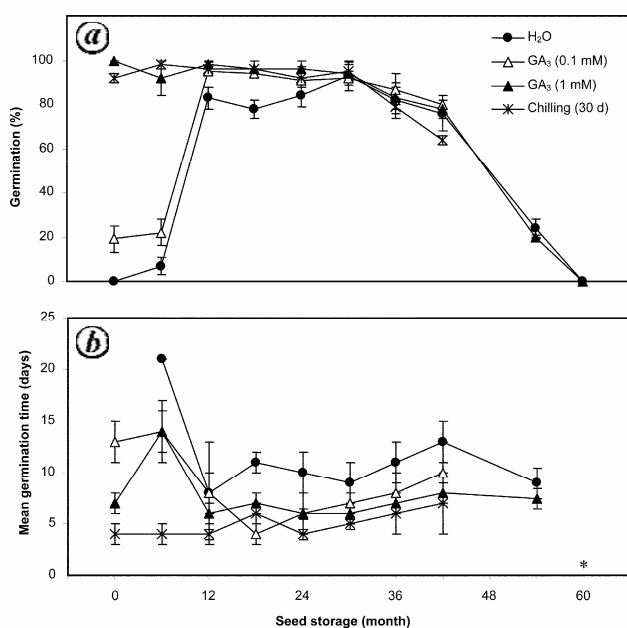 a
H₂O
GA₃ (0.1 mM)
GA₃ (1 mM)
Chilling (30 d)
100
80
60
40
20
0
Germination (%)
b
25
20
15
10
5
0
Mean germination time (days)
*
0 12 24 36 48 60
Seed storage (month)